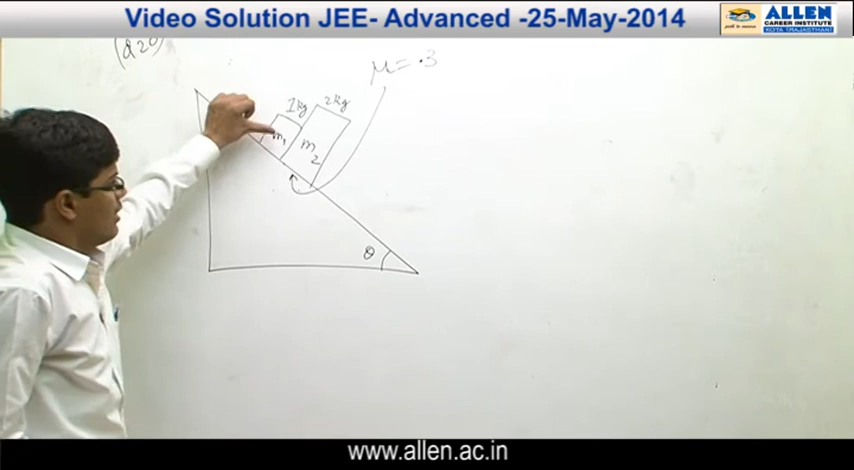 Video Solution JEE- Advanced -25-May-2014
ALLEN
CAREER INSTITUTE
KOTA (RAJASTHAN)
(Q20)
μ = .3
1kg
2kg
m1
m2
θ
www.allen.ac.in